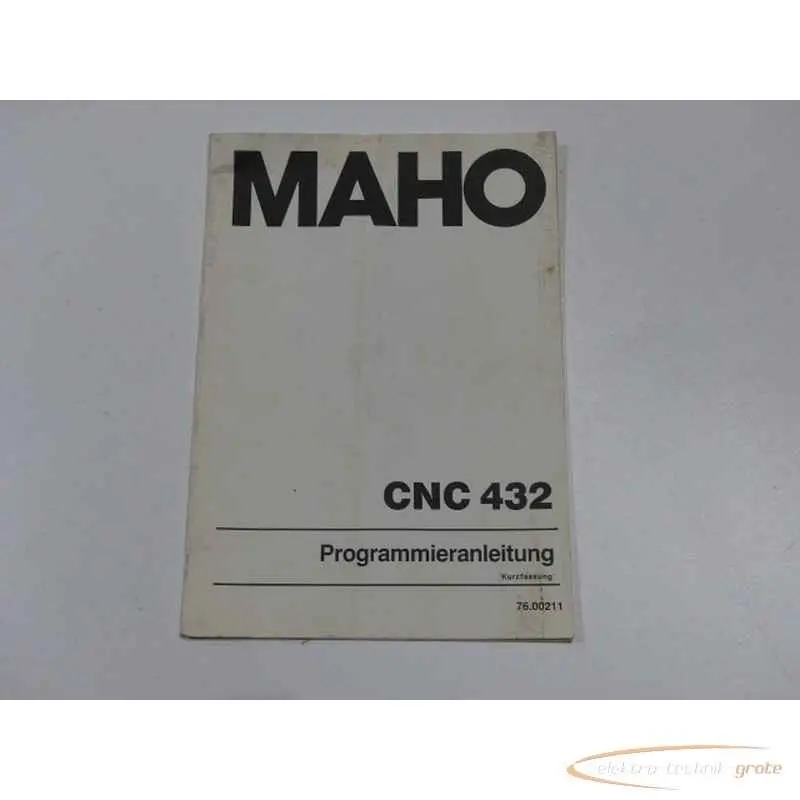 MAHO
CNC 432
Programmieranleitung
Kurzfassung
76.00211
elektro-technik grote